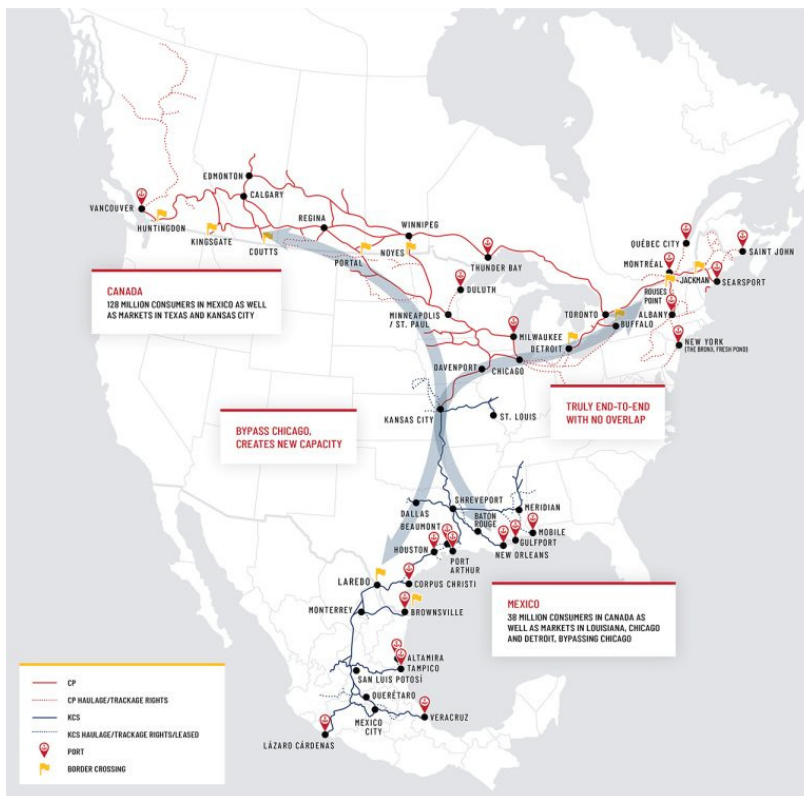 EDMONTON
CALGARY
VANCOUVER
HUNTINGDON
KINGSGATE
COUTTS
REGINA
WINNIPEG
PORTAL
NOYES
THUNDER BAY
DULUTH
MINNEAPOLIS
/ ST. PAUL
QUÉBEC CITY
MONTRÉAL
SAINT JOHN
JACKMAN
SEARSPORT
ROUSES
POINT
TORONTO
ALBANY
BUFFALO
MILWAUKEE
DETROIT
NEW YORK
(THE BRONX, FRESH POND)
DAVENPORT
CHICAGO
CANADA
128 MILLION CONSUMERS IN MEXICO AS WELL
AS MARKETS IN TEXAS AND KANSAS CITY
BYPASS CHICAGO,
CREATES NEW CAPACITY
KANSAS CITY
ST. LOUIS
TRULY END-TO-END
WITH NO OVERLAP
DALLAS
SHREVEPORT
MERIDIAN
BATON
ROUGE
BEAUMONT
MOBILE
HOUSTON
PORT
ARTHUR
GULFPORT
NEW ORLEANS
LAREDO
CORPUS CHRISTI
MONTERREY
BROWNSVILLE
MEXICO
38 MILLION CONSUMERS IN CANADA AS
WELL AS MARKETS IN LOUISIANA, CHICAGO
AND DETROIT, BYPASSING CHICAGO
ALTAMIRA
TAMPICO
SAN LUIS POTOSÍ
QUERÉTARO
MEXICO
CITY
VERACRUZ
LÁZARO CÁRDENAS
CP
CP HAULAGE/TRACKAGE RIGHTS
KCS
KCS HAULAGE/TRACKAGE RIGHTS/LEASED
PORT
BORDER CROSSING